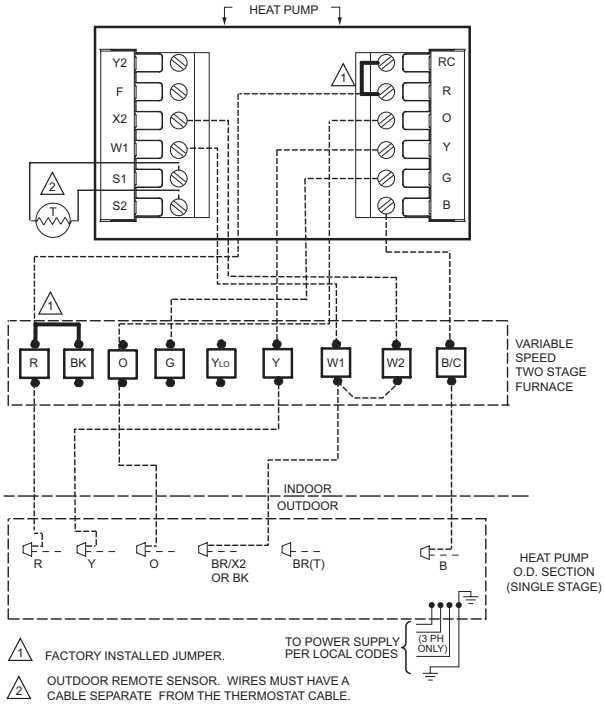 HEAT PUMP
Y2
F
X2
W1
S1
S2
RC
R
O
Y
G
B
1
2
T
1
R
BK
O
G
YLO
Y
W1
W2
B/C
VARIABLE
SPEED
TWO STAGE
FURNACE
INDOOR
OUTDOOR
R
Y
O
BR/X2
OR BK
BR(T)
B
HEAT PUMP
O.D. SECTION
(SINGLE STAGE)
TO POWER SUPPLY
PER LOCAL CODES
(3 PH
ONLY)
1 FACTORY INSTALLED JUMPER.
2 OUTDOOR REMOTE SENSOR. WIRES MUST HAVE A
CABLE SEPARATE FROM THE THERMOSTAT CABLE.